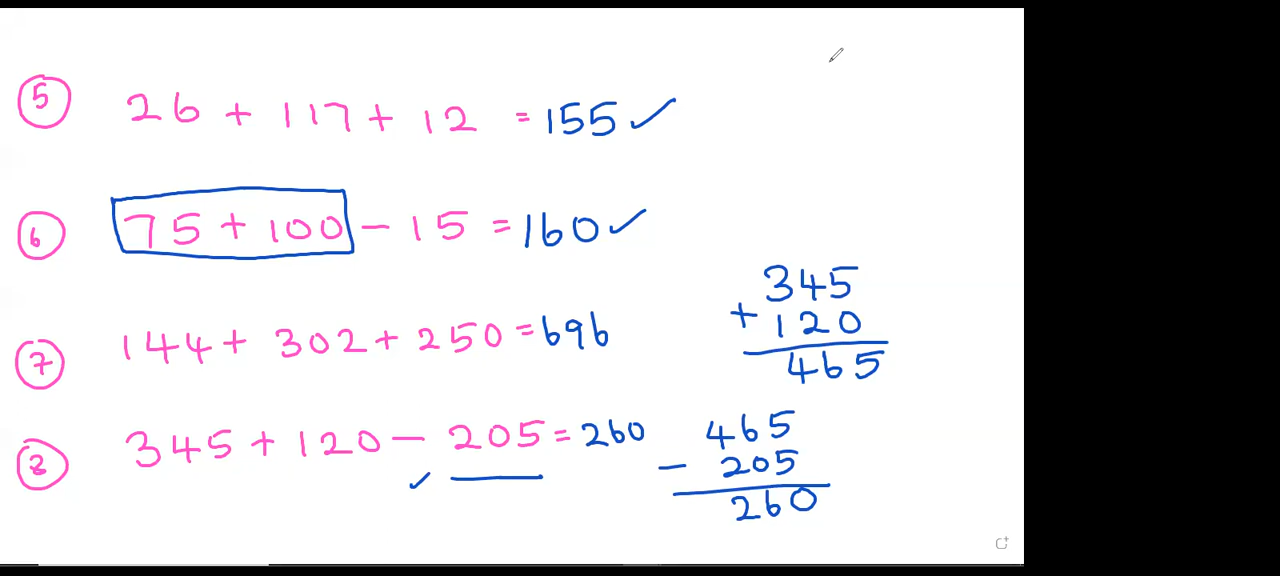 5 26 + 117 + 12 = 155 ✓
6 75 + 100 - 15 = 160 ✓
7 144 + 302 + 250 = 696
8 345 + 120 - 205 = 260 ✓
345
+ 120
465
465
- 205
260